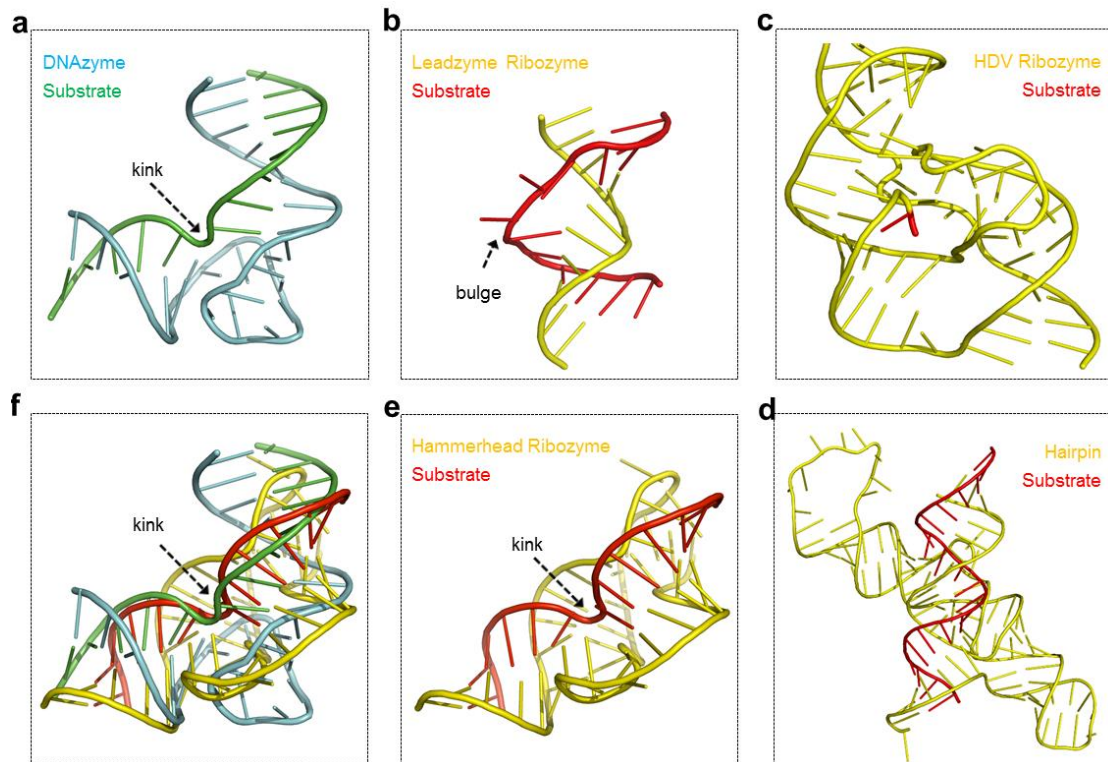 a
DNAzyme
Substrate
kink
b
Leadzyme Ribozyme
Substrate
bulge
c
HDV Ribozyme
Substrate
f
kink
e
Hammerhead Ribozyme
Substrate
kink
d
Hairpin
Substrate